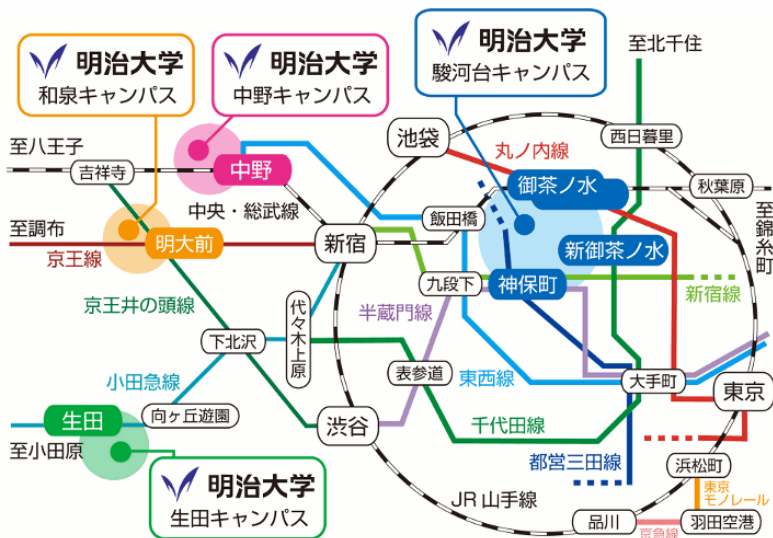 明治大学
和泉キャンパス
明治大学
中野キャンパス
明治大学
駿河台キャンパス
至北千住
池袋
丸ノ内線
西日暮里
至八王子
吉祥寺
中野
御茶ノ水
秋葉原
中央・総武線
飯田橋
至錦糸町
至調布
京王線
明大前
新宿
新御茶ノ水
九段下
神保町
新宿線
京王井の頭線
代々木上原
半蔵門線
下北沢
小田急線
表参道
東西線
大手町
東京
生田
向ヶ丘遊園
渋谷
千代田線
至小田原
都営三田線
浜松町
明治大学
生田キャンパス
JR山手線
東京
モノレール
品川
京急線
羽田空港